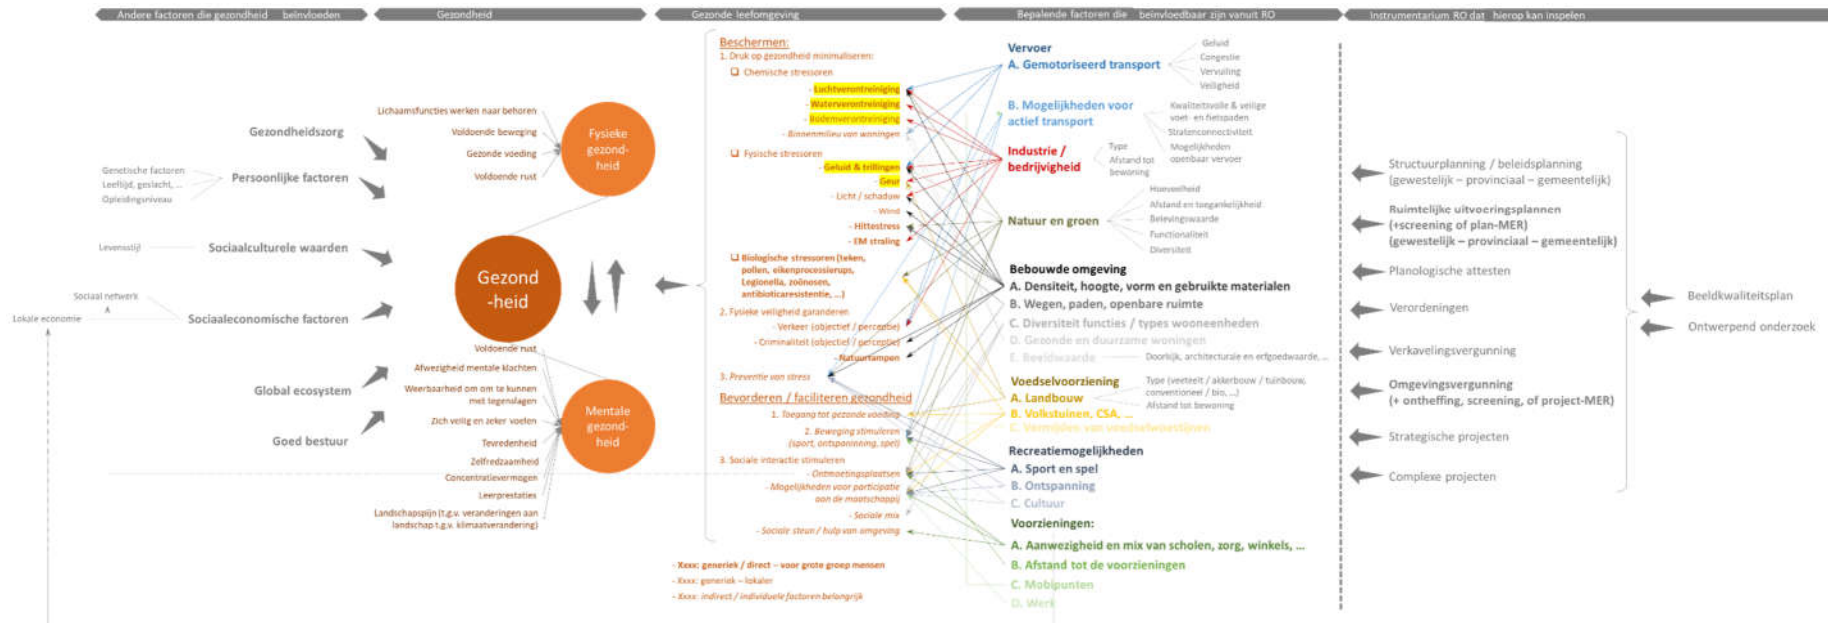 Andere factoren die gezondheid beïnvloeden
Gezondheid
Gezonde leefomgeving
Bepalende factoren die beïnvloedbaar zijn vanuit RO
Instrumentarium RO dat hierop kan inspelen
Gezondheidszorg
Genetische factoren
Leeftijd, geslacht, ...
Opleidingsniveau
Persoonlijke factoren
Levensstijl
Sociaalculturele waarden
Sociaal netwerk
Lokale economie
Sociaaleconomische factoren
Global ecosystem
Goed bestuur
Lichaamsfuncties werken naar behoren
Voldoende beweging
Gezonde voeding
Voldoende rust
Fysieke
gezond-
heid
Gezond
-heid
Voldoende rust
Afwezigheid mentale klachten
Weerbaarheid om om te kunnen
met tegenslagen
Zich veilig en zeker voelen
Tevredenheid
Zelfredzaamheid
Concentratievermogen
Leerprestaties
Landschapspijn (t.g.v. veranderingen aan
landschap t.g.v. klimaatverandering)
Mentale
gezond-
heid
Beschermen:
1. Druk op gezondheid minimaliseren:
❑ Chemische stressoren
- Luchtverontreiniging
- Waterverontreiniging
- Bodemverontreiniging
- Binnenmilieu van woningen
❑ Fysische stressoren
- Geluid & trillingen
- Geur
- Licht / schaduw
- Wind
- Hittestress
- EM straling
❑ Biologische stressoren (teken,
pollen, eikenprocessierups,
Legionella, zoönosen,
antibioticaresistentie, ...)
2. Fysieke veiligheid garanderen
- Verkeer (objectief / perceptie)
- Criminaliteit (objectief / perceptie)
- Natuurrampen
3. Preventie van stress
Bevorderen / faciliteren gezondheid
1. Toegang tot gezonde voeding
2. Beweging stimuleren
(sport, ontspanning, spel)
3. Sociale interactie stimuleren
- Ontmoetingsplaatsen
- Mogelijkheden voor participatie
aan de maatschappij
- Sociale mix
- Sociale steun / hulp van omgeving
- Xxxx: generiek / direct – voor grote groep mensen
- Xxxx: generiek – lokaler
- Xxxx: indirect / individuele factoren belangrijk
Vervoer
A. Gemotoriseerd transport
Geluid
Congestie
Vervuiling
Veiligheid
B. Mogelijkheden voor
actief transport
Kwaliteitsvolle & veilige
voet- en fietspaden
Stratenconnectiviteit
Mogelijkheden
openbaar vervoer
Industrie /
bedrijvigheid
Type
Afstand tot
bewoning
Natuur en groen
Hoeveelheid
Afstand en toegankelijkheid
Belevingswaarde
Functionaliteit
Diversiteit
Bebouwde omgeving
A. Densiteit, hoogte, vorm en gebruikte materialen
B. Wegen, paden, openbare ruimte
C. Diversiteit functies / types wooneenheden
D. Gezonde en duurzame woningen
E. Beeldwaarde
Doorkijk, architecturale en erfgoedwaarde, ...
Voedselvoorziening
A. Landbouw
Type (veeteelt / akkerbouw / tuinbouw,
conventioneel / bio, ...)
Afstand tot bewoning
B. Volkstuinen, CSA, ...
C. Vermijden van voedselwoestijnen
Recreatiemogelijkheden
A. Sport en spel
B. Ontspanning
C. Cultuur
Voorzieningen:
A. Aanwezigheid en mix van scholen, zorg, winkels, ...
B. Afstand tot de voorzieningen
C. Mobipunten
D. Werk
Structuurplanning / beleidsplanning
(gewestelijk – provinciaal – gemeentelijk)
Ruimtelijke uitvoeringsplannen
(+screening of plan-MER)
(gewestelijk – provinciaal – gemeentelijk)
Planologische attesten
Verordeningen
Verkavelingsvergunning
Omgevingsvergunning
(+ ontheffing, screening, of project-MER)
Strategische projecten
Complexe projecten
Beeldkwaliteitsplan
Ontwerpend onderzoek